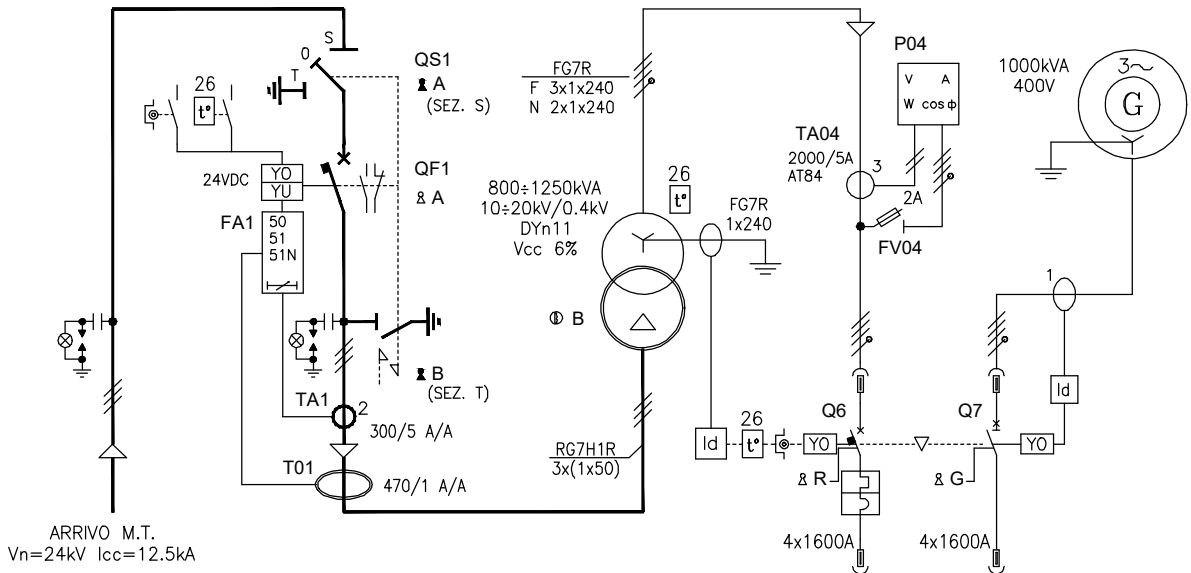 S
0
T
QS1
A
(SEZ. S)
26
t°
24VDC
YO
YU
QF1
A
FA1
50
51
51N
B
(SEZ. T)
TA1
2
300/5 A/A
T01
470/1 A/A
ARRIVO M.T.
Vn=24kV Icc=12.5kA
FG7R
F 3x1x240
N 2x1x240
800÷1250kVA
10÷20kV/0.4kV
DYn11
Vcc 6%
26
t°
FG7R
1x240
B
RG7H1R
3x(1x50)
P04
V A
W cosϕ
TA04
2000/5A
AT84
3
2A
FV04
1000kVA
400V
3~
G
1
Id
Id
26
t°
YO
Q6
R
4x1600A
Q7
G
YO
4x1600A